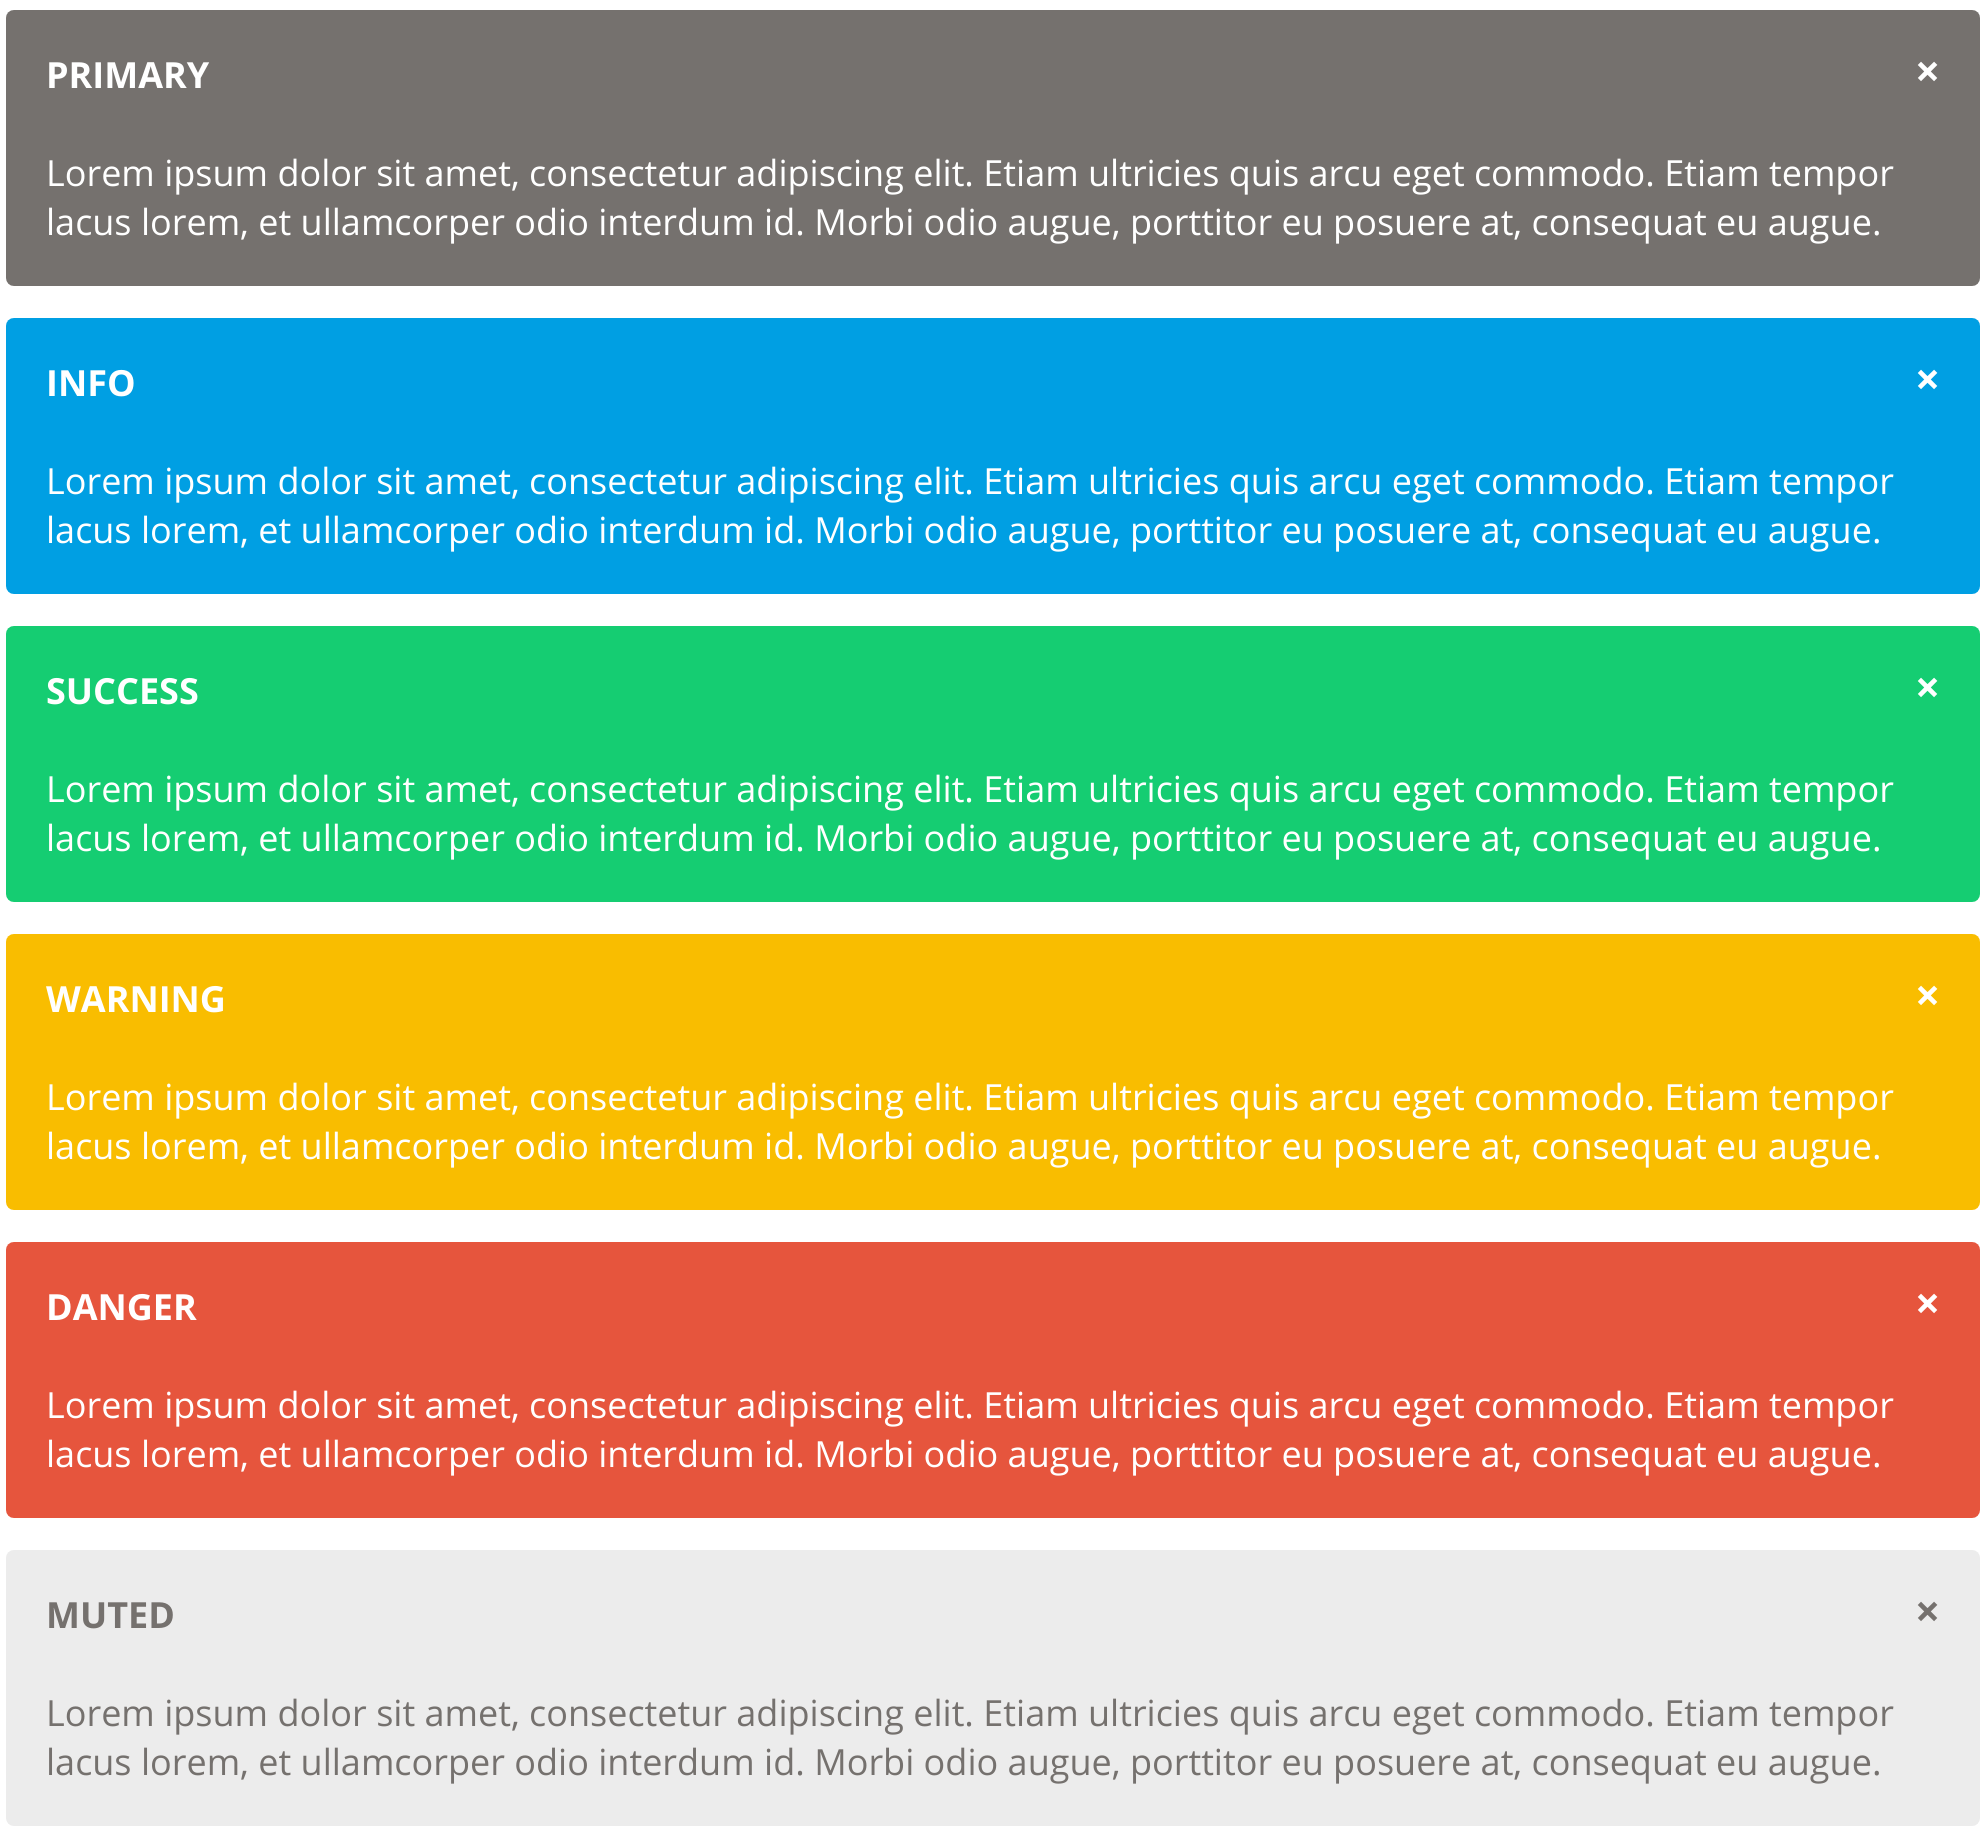 PRIMARY ×
Lorem ipsum dolor sit amet, consectetur adipiscing elit. Etiam ultricies quis arcu eget commodo. Etiam tempor
lacus lorem, et ullamcorper odio interdum id. Morbi odio augue, porttitor eu posuere at, consequat eu augue.
INFO ×
Lorem ipsum dolor sit amet, consectetur adipiscing elit. Etiam ultricies quis arcu eget commodo. Etiam tempor
lacus lorem, et ullamcorper odio interdum id. Morbi odio augue, porttitor eu posuere at, consequat eu augue.
SUCCESS ×
Lorem ipsum dolor sit amet, consectetur adipiscing elit. Etiam ultricies quis arcu eget commodo. Etiam tempor
lacus lorem, et ullamcorper odio interdum id. Morbi odio augue, porttitor eu posuere at, consequat eu augue.
WARNING ×
Lorem ipsum dolor sit amet, consectetur adipiscing elit. Etiam ultricies quis arcu eget commodo. Etiam tempor
lacus lorem, et ullamcorper odio interdum id. Morbi odio augue, porttitor eu posuere at, consequat eu augue.
DANGER ×
Lorem ipsum dolor sit amet, consectetur adipiscing elit. Etiam ultricies quis arcu eget commodo. Etiam tempor
lacus lorem, et ullamcorper odio interdum id. Morbi odio augue, porttitor eu posuere at, consequat eu augue.
MUTED ×
Lorem ipsum dolor sit amet, consectetur adipiscing elit. Etiam ultricies quis arcu eget commodo. Etiam tempor
lacus lorem, et ullamcorper odio interdum id. Morbi odio augue, porttitor eu posuere at, consequat eu augue.